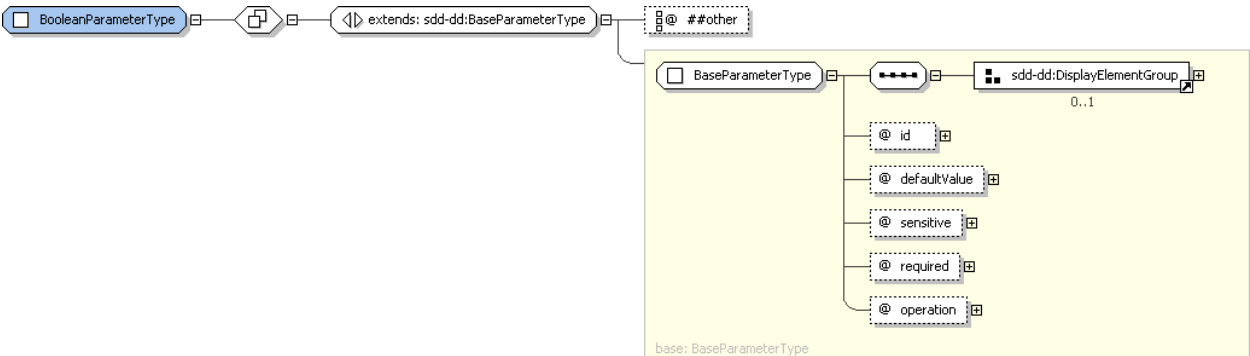 BooleanParameterType
extends: sdd-dd:BaseParameterType
@ ##other
BaseParameterType
sdd-dd:DisplayElementGroup
0..1
@ id
@ defaultValue
@ sensitive
@ required
@ operation
base: BaseParameterType